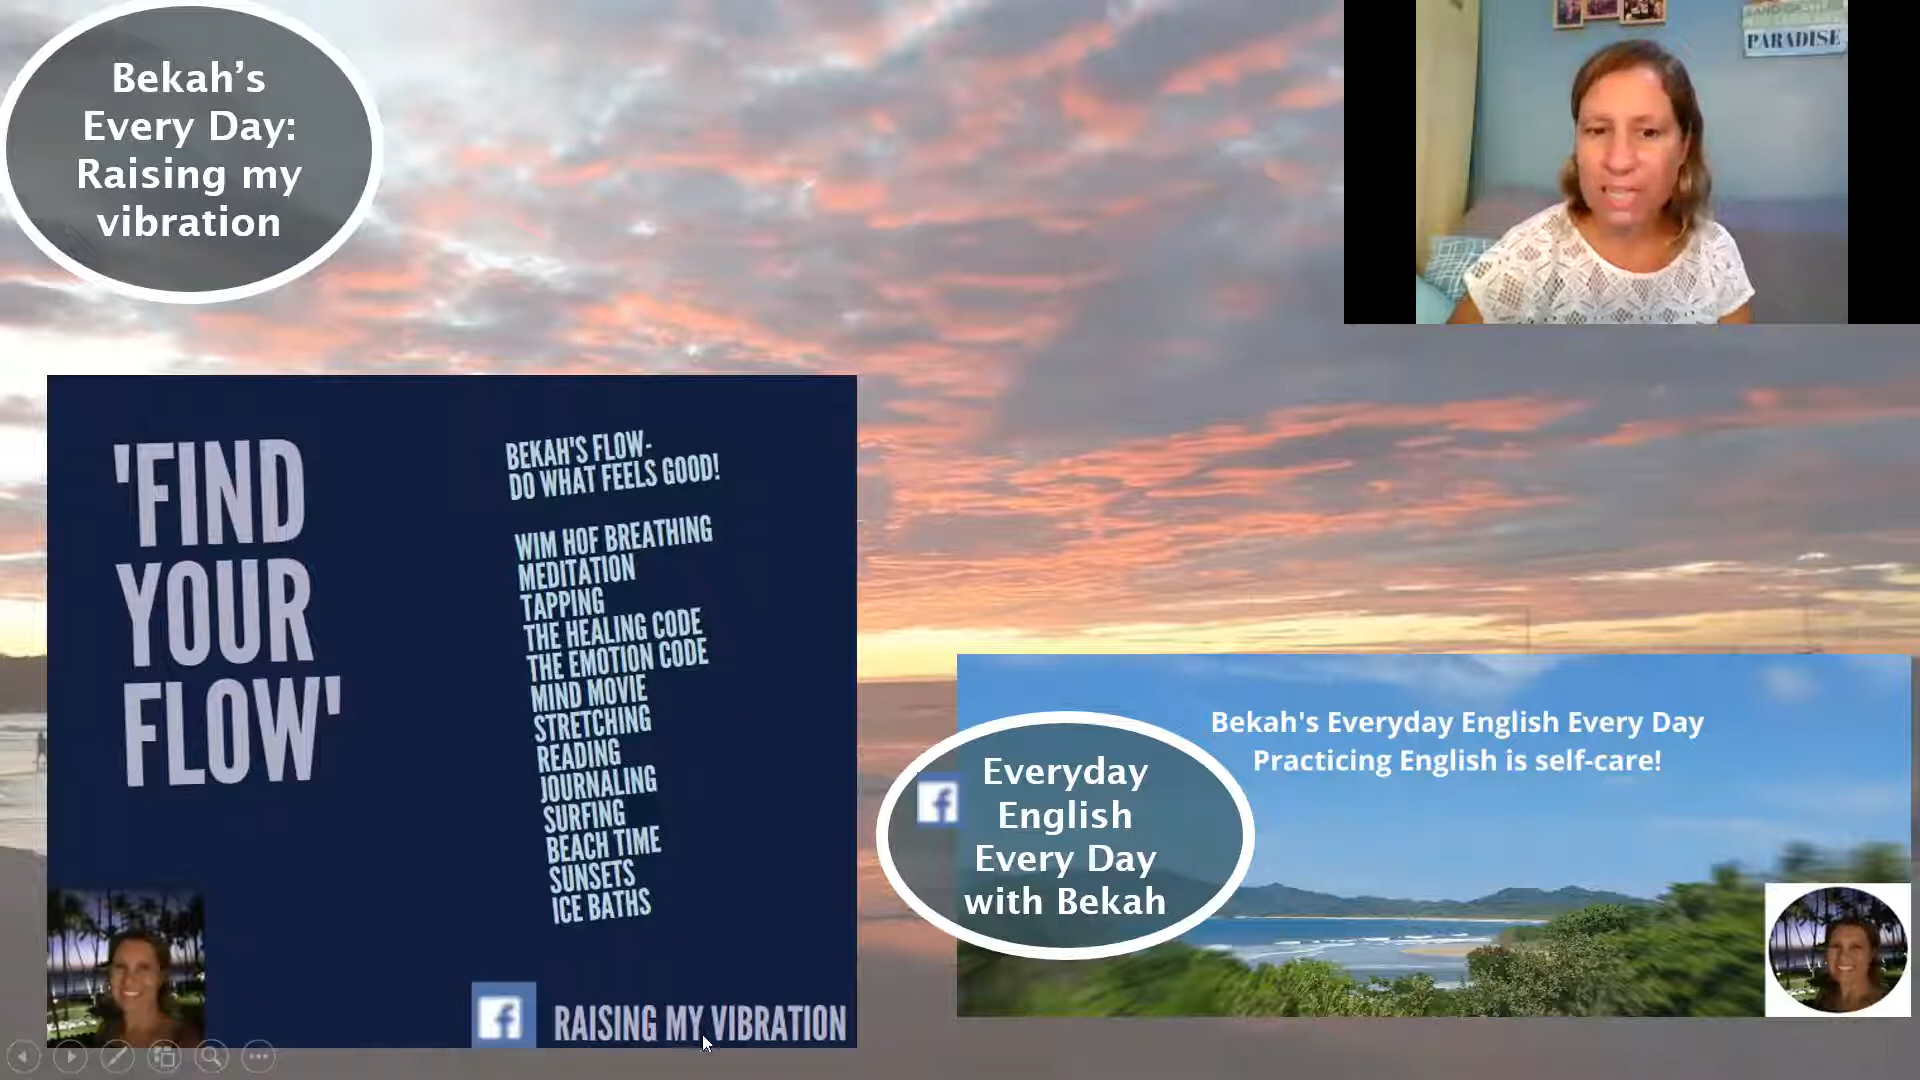 Bekah’s
Every Day:
Raising my
vibration
PARADISE
'FIND
YOUR
FLOW'
BEKAH'S FLOW-
DO WHAT FEELS GOOD!
WIM HOF BREATHING
MEDITATION
TAPPING
THE HEALING CODE
THE EMOTION CODE
MIND MOVIE
STRETCHING
READING
JOURNALING
SURFING
BEACH TIME
SUNSETS
ICE BATHS
f RAISING MY VIBRATION
Bekah's Everyday English Every Day
Practicing English is self-care!
f
Everyday
English
Every Day
with Bekah